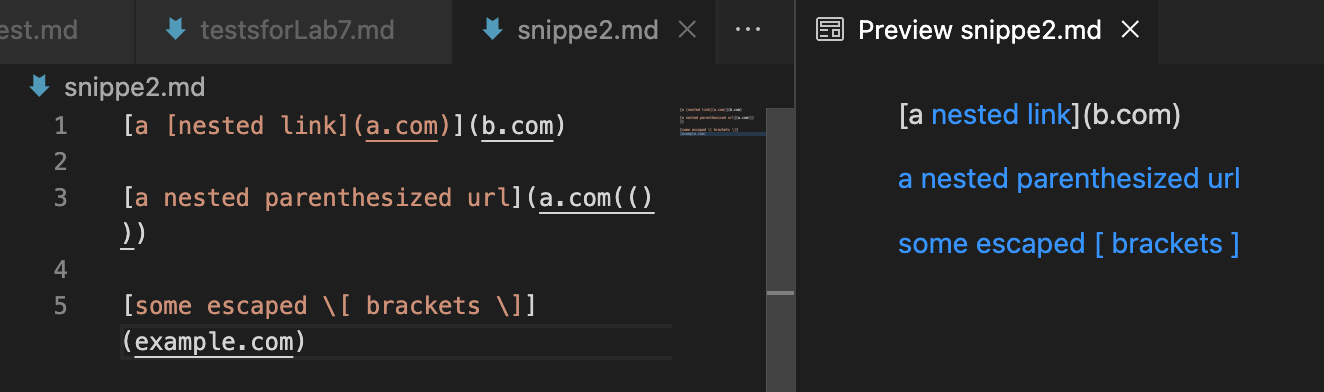 est.md testsforLab7.md snippe2.md ... Preview snippe2.md
snippe2.md
1 [a [nested link](a.com)](b.com)
2
3 [a nested parenthesized url](a.com(()
))
4
5 [some escaped \[ brackets \]]
(example.com)
[a nested link](b.com)
a nested parenthesized url
some escaped [ brackets ]